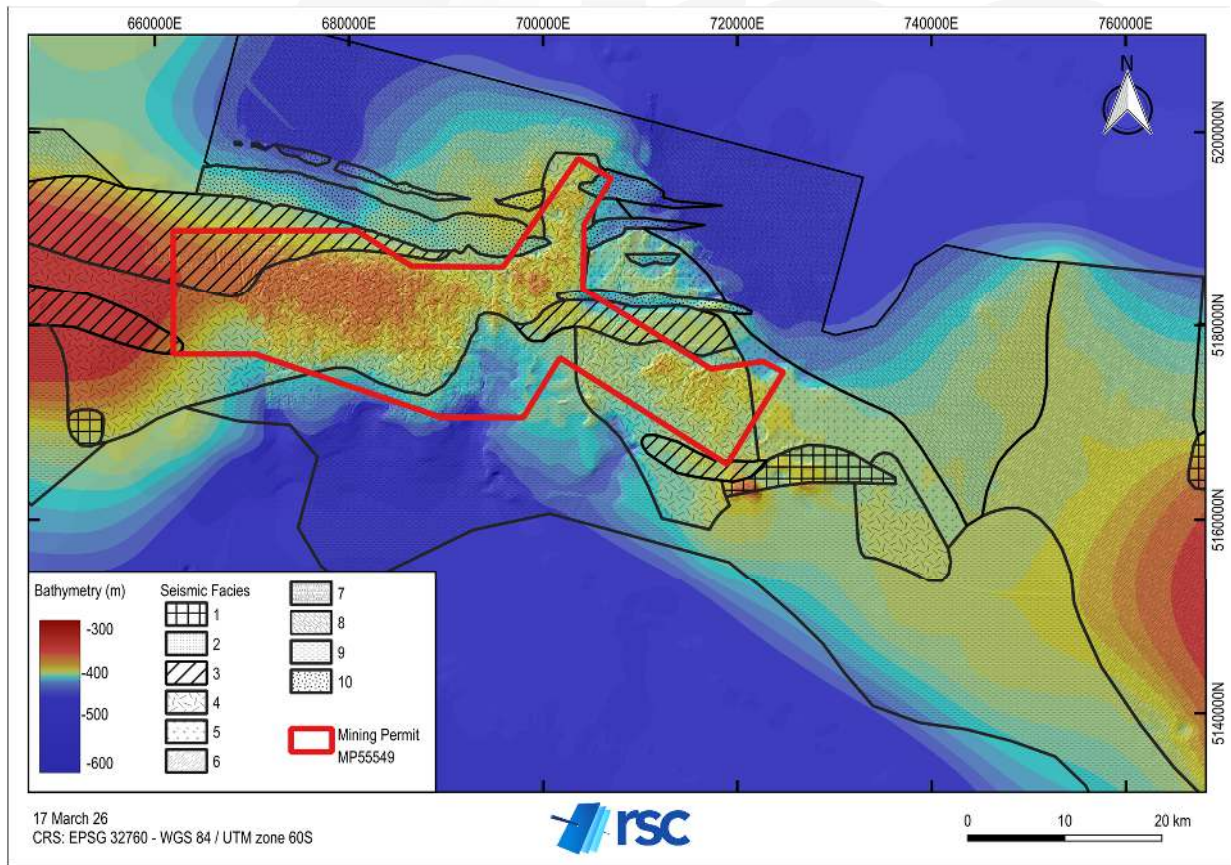 660000E 680000E 700000E 720000E 740000E 760000E
N
5200000N
5180000N
5160000N
5140000N
Bathymetry (m)
-300
-400
-500
-600
Seismic Facies
1
2
3
4
5
6
7
8
9
10
Mining Permit
MP55549
17 March 26
CRS: EPSG 32760 - WGS 84 / UTM zone 60S
rsc
0 10 20 km